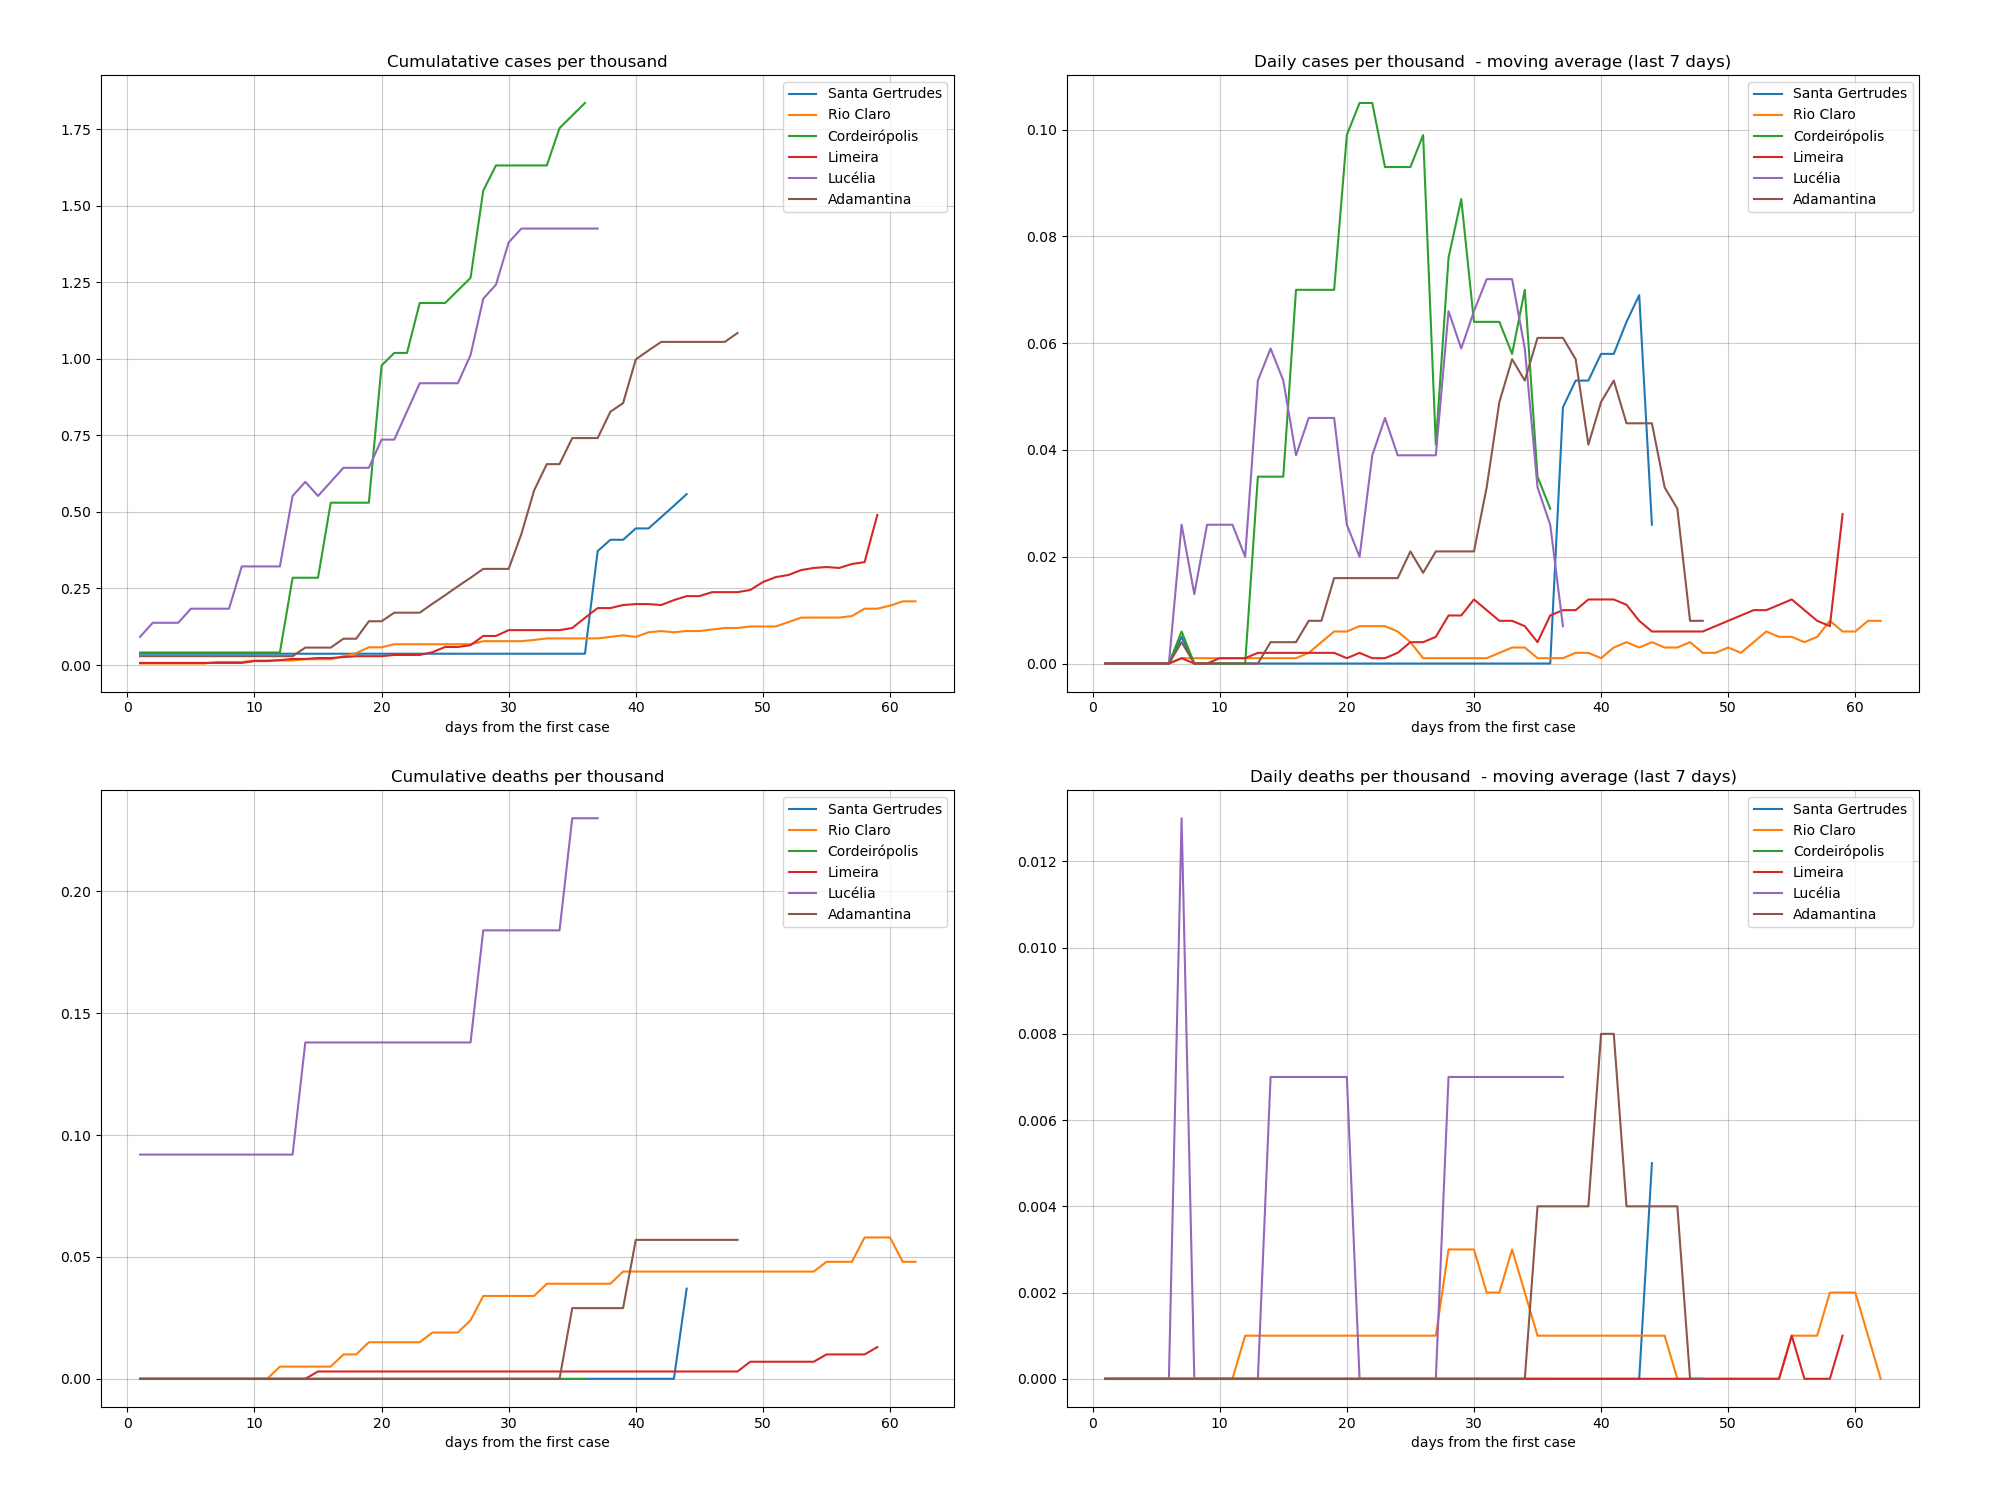 Cumulatative cases per thousand
1.75
1.50
1.25
1.00
0.75
0.50
0.25
0.00
0 10 20 30 40 50 60
days from the first case
Santa Gertrudes
Rio Claro
Cordeirópolis
Limeira
Lucélia
Adamantina
Daily cases per thousand - moving average (last 7 days)
0.10
0.08
0.06
0.04
0.02
0.00
0 10 20 30 40 50 60
days from the first case
Santa Gertrudes
Rio Claro
Cordeirópolis
Limeira
Lucélia
Adamantina
Cumulative deaths per thousand
0.20
0.15
0.10
0.05
0.00
0 10 20 30 40 50 60
days from the first case
Santa Gertrudes
Rio Claro
Cordeirópolis
Limeira
Lucélia
Adamantina
Daily deaths per thousand - moving average (last 7 days)
0.012
0.010
0.008
0.006
0.004
0.002
0.000
0 10 20 30 40 50 60
days from the first case
Santa Gertrudes
Rio Claro
Cordeirópolis
Limeira
Lucélia
Adamantina